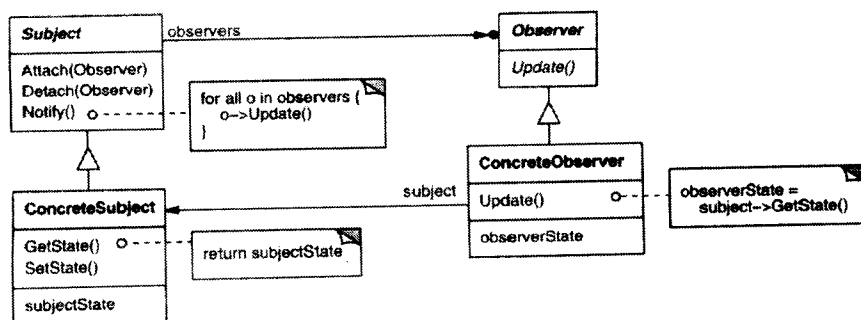 Subject
Attach(Observer)
Detach(Observer)
Notify()
observers
Observer
Update()
for all o in observers {
o->Update()
}
ConcreteSubject
GetState()
SetState()
subjectState
return subjectState
subject
ConcreteObserver
Update()
observerState
observerState =
subject->GetState()